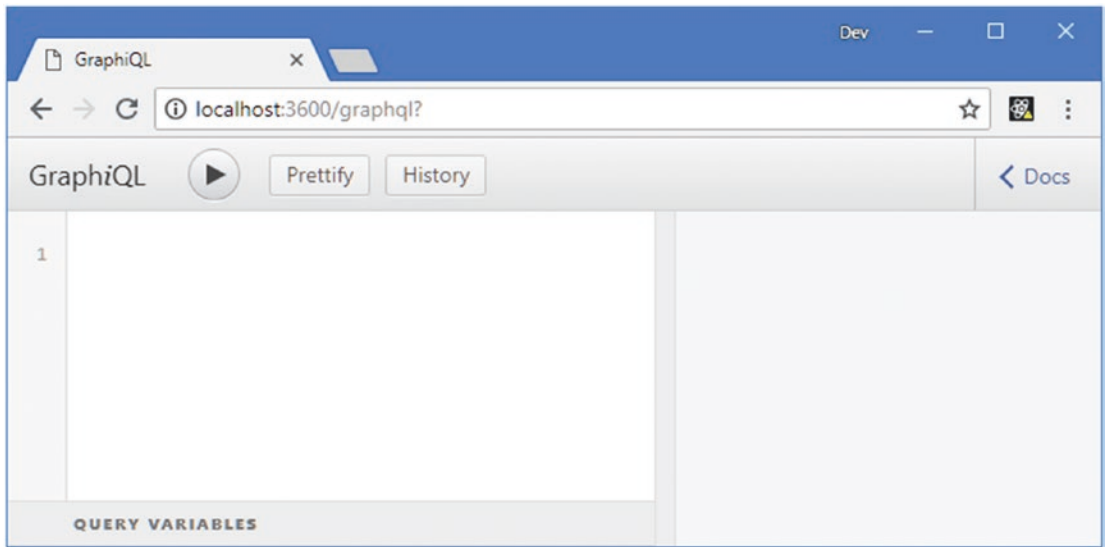 Dev
GraphiQL
localhost:3600/graphql?
GraphiQL Prettify History Docs
1
QUERY VARIABLES